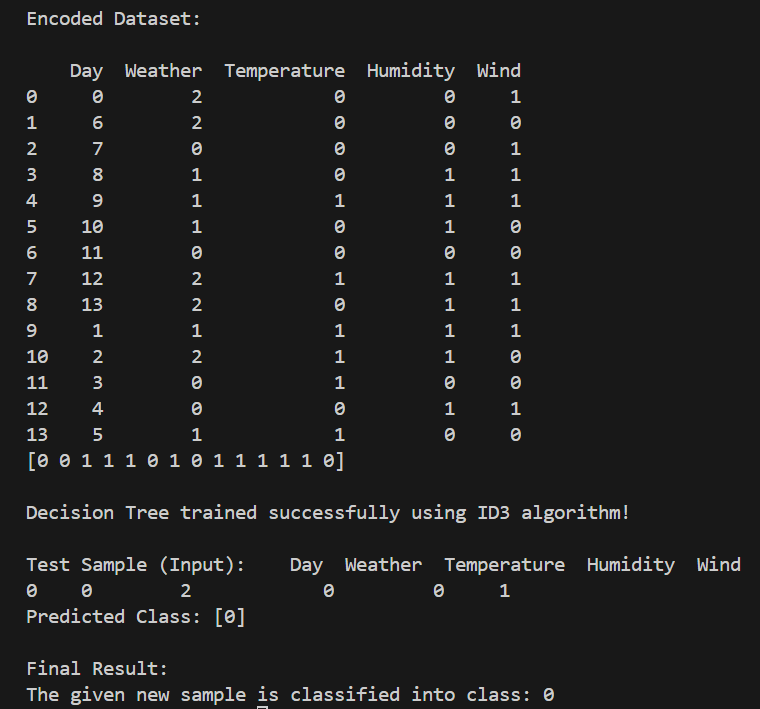 Encoded Dataset:
Day Weather Temperature Humidity Wind
0 0 2 0 0 1
1 6 2 0 0 0
2 7 0 0 0 1
3 8 1 0 1 1
4 9 1 1 1 1
5 10 1 0 1 0
6 11 0 0 0 0
7 12 2 1 1 1
8 13 2 0 1 1
9 1 1 1 1 1
10 2 2 1 1 0
11 3 0 1 0 0
12 4 0 0 1 1
13 5 1 1 0 0
[0 0 1 1 1 0 1 0 1 1 1 1 1 0]
Decision Tree trained successfully using ID3 algorithm!
Test Sample (Input): Day Weather Temperature Humidity Wind
0 0 2 0 0 1
Predicted Class: [0]
Final Result:
The given new sample is classified into class: 0